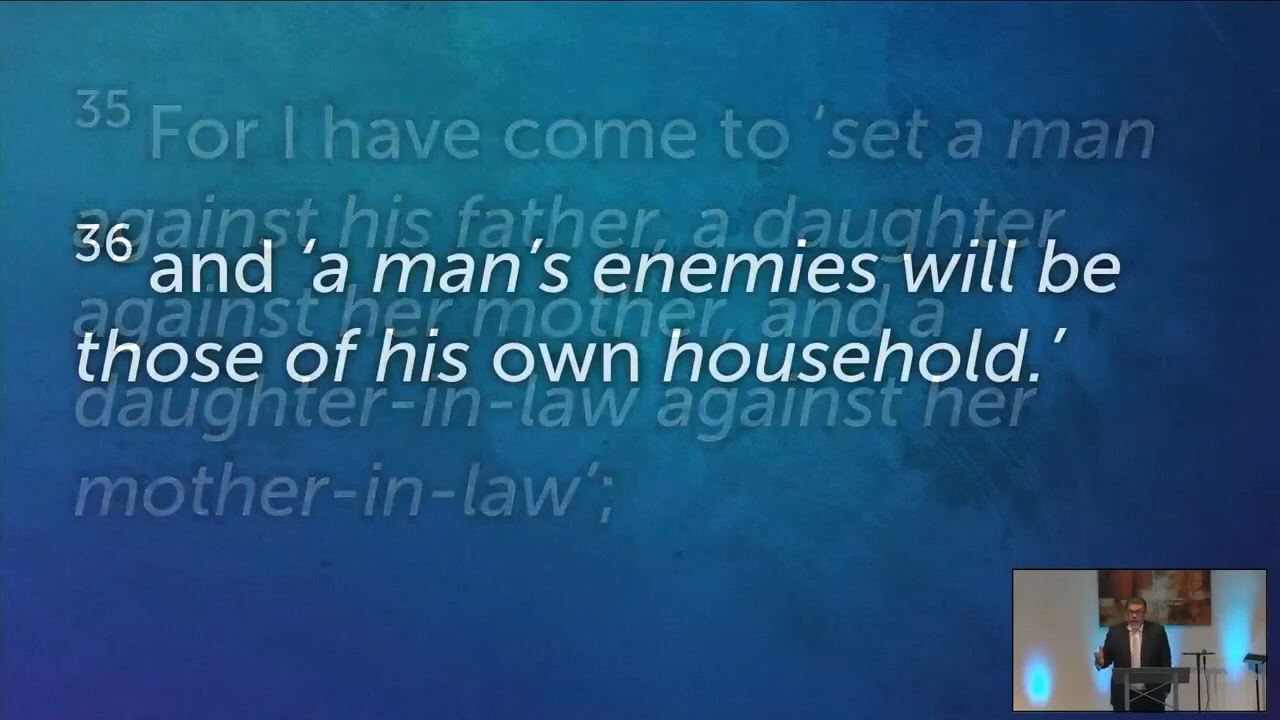 35 For I have come to ‘set a man
against his father, a daughter
36 and ‘a man’s enemies will be
against her mother, and a
those of his own household.’
daughter-in-law against her
mother-in-law’;